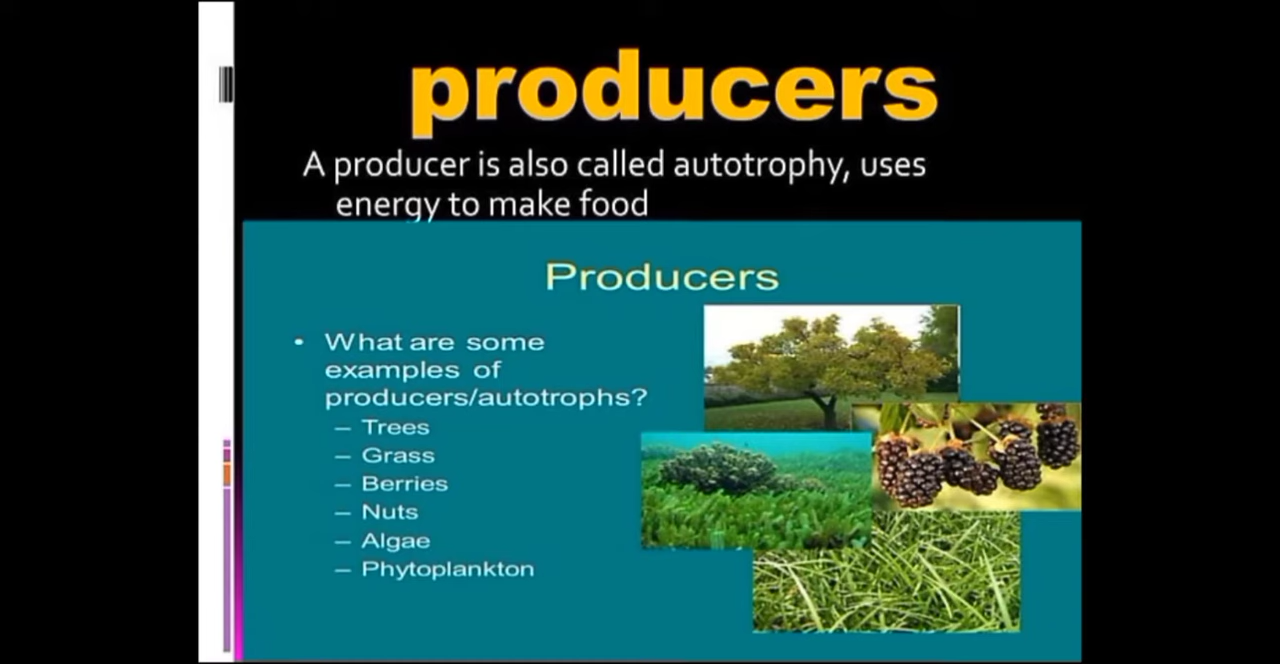 producers
A producer is also called autotrophy, uses
energy to make food
Producers
• What are some
examples of
producers/autotrophs?
– Trees
– Grass
– Berries
– Nuts
– Algae
– Phytoplankton